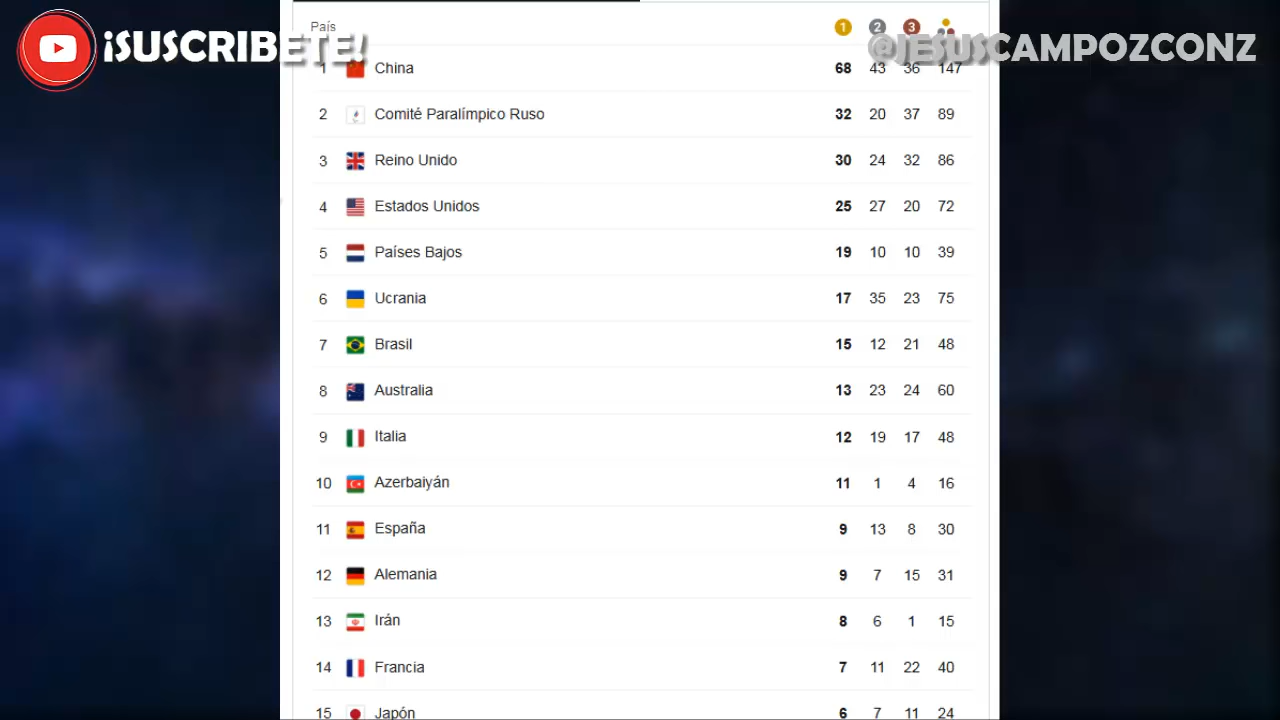 ¡SUSCRIBETE!
@JESUSCAMPOZCONZ
País 1 2 3
1 China 68 43 36 147
2 Comité Paralímpico Ruso 32 20 37 89
3 Reino Unido 30 24 32 86
4 Estados Unidos 25 27 20 72
5 Países Bajos 19 10 10 39
6 Ucrania 17 35 23 75
7 Brasil 15 12 21 48
8 Australia 13 23 24 60
9 Italia 12 19 17 48
10 Azerbaiyán 11 1 4 16
11 España 9 13 8 30
12 Alemania 9 7 15 31
13 Irán 8 6 1 15
14 Francia 7 11 22 40
15 Japón 6 7 11 24